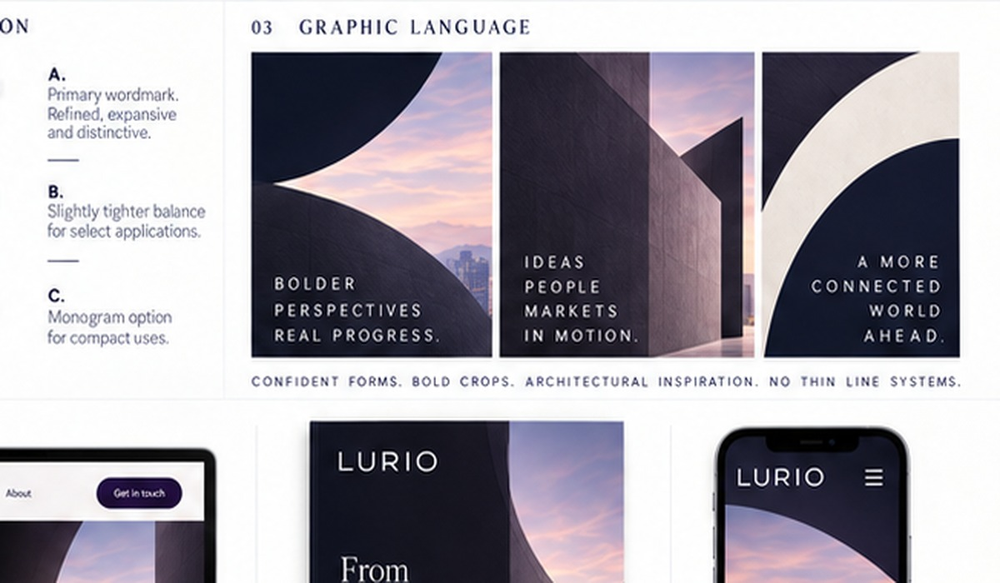 ON
A.
Primary wordmark.
Refined, expansive
and distinctive.
B.
Slightly tighter balance
for select applications.
C.
Monogram option
for compact uses.
03 GRAPHIC LANGUAGE
BOLDER
PERSPECTIVES
REAL PROGRESS.
IDEAS
PEOPLE
MARKETS
IN MOTION.
A MORE
CONNECTED
WORLD
AHEAD.
CONFIDENT FORMS. BOLD CROPS. ARCHITECTURAL INSPIRATION. NO THIN LINE SYSTEMS.
About
Get in touch
LURIO
From
LURIO